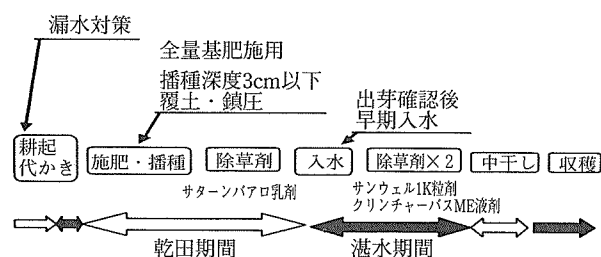 漏水対策
全量基肥施用
播種深度3cm以下
覆土・鎮圧
出芽確認後
早期入水
耕起
代かき
施肥・播種
除草剤
入水
除草剤×2
中干し
収穫
サターンバアロ乳剤
サンウェル1K粒剤
クリンチャーバスME液剤
乾田期間
湛水期間